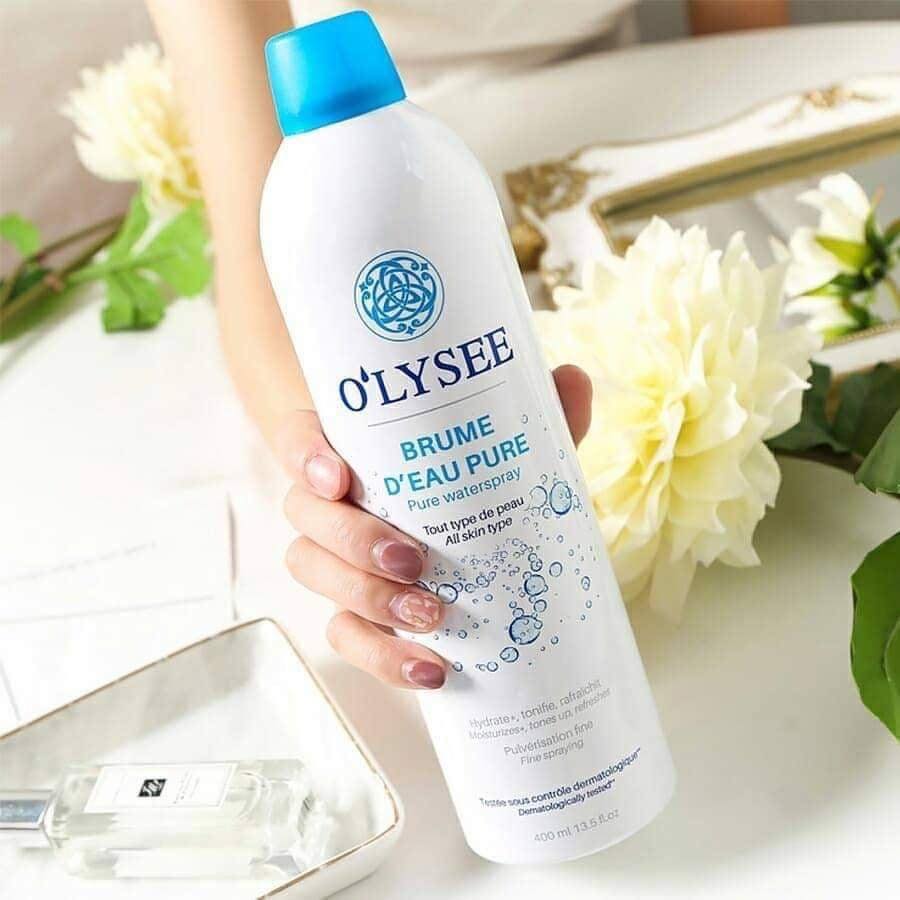 O'LYSEE
BRUME
D'EAU PURE
Pure waterspray
Tout type de peau
All skin type
Hydrate+, tonifie, rafraîchit
Moisturizes+, tones up, refreshes
Pulvérisation fine
Fine spraying
Testée sous contrôle dermatologique**
Dermatologically tested**
400 ml 13.5 fl.oz